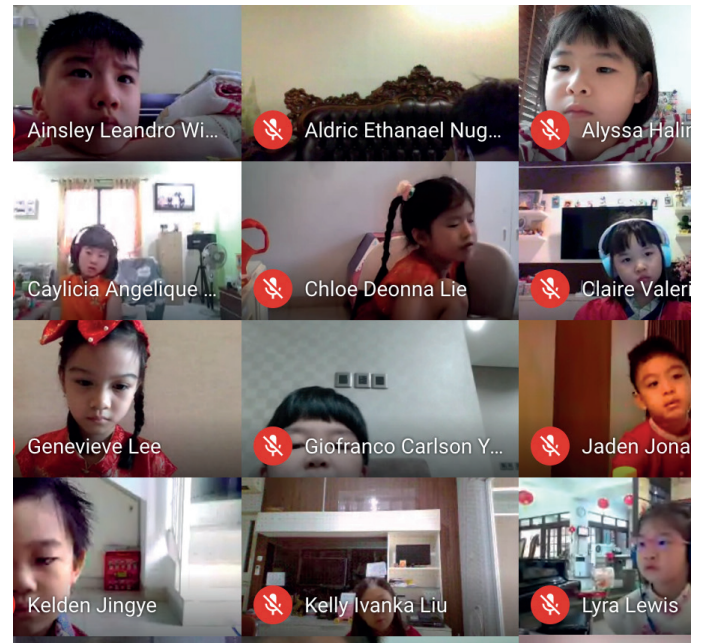 Ainsley Leandro Wi...
Aldric Ethanael Nug...
Alyssa Halin
Caylicia Angelique ...
Chloe Deonna Lie
Claire Valeri
Genevieve Lee
Giofranco Carlson Y...
Jaden Jona
Kelden Jingye
Kelly Ivanka Liu
Lyra Lewis